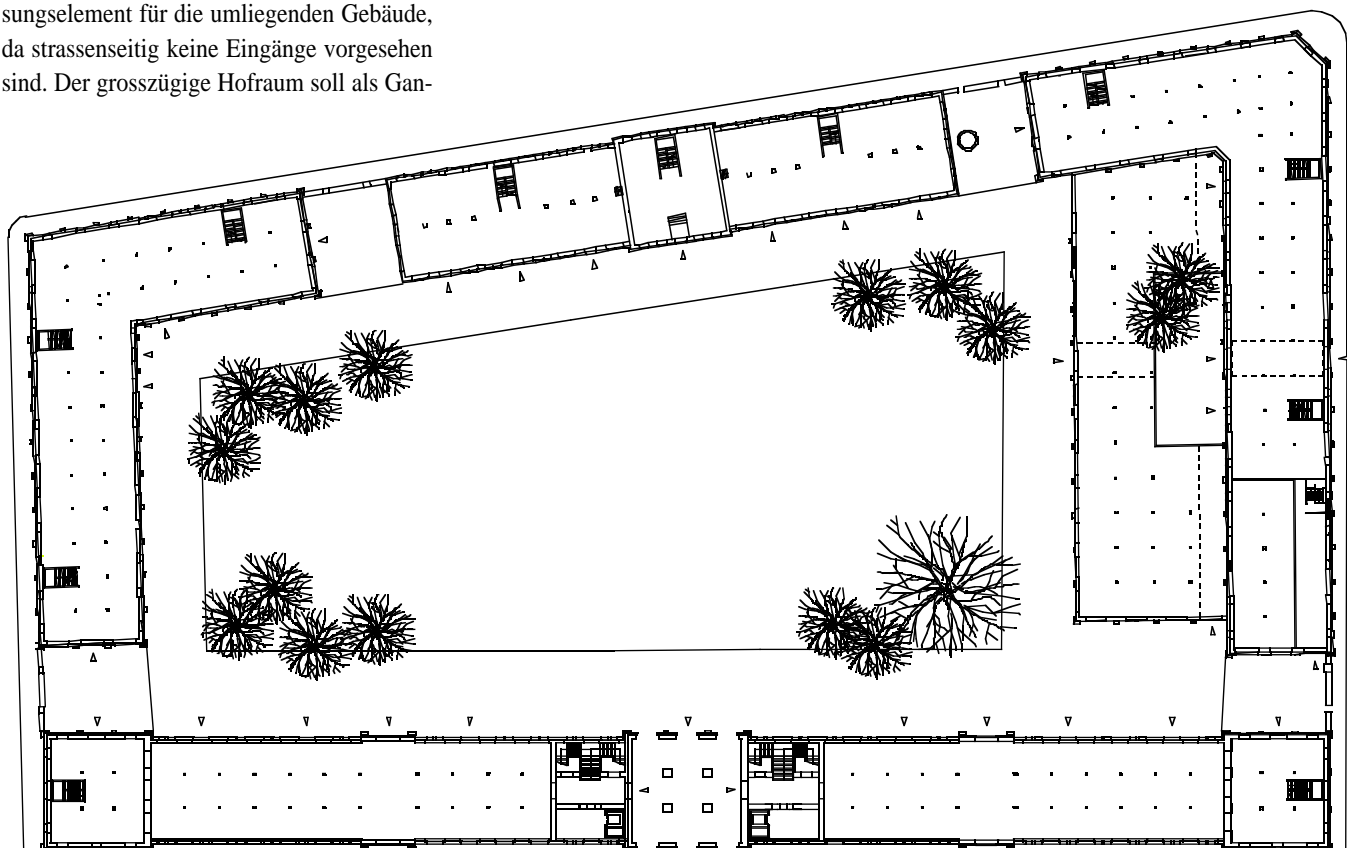 sungselement für die umliegenden Gebäude,
da strassenseitig keine Eingänge vorgesehen
sind. Der grosszügige Hofraum soll als Gan-